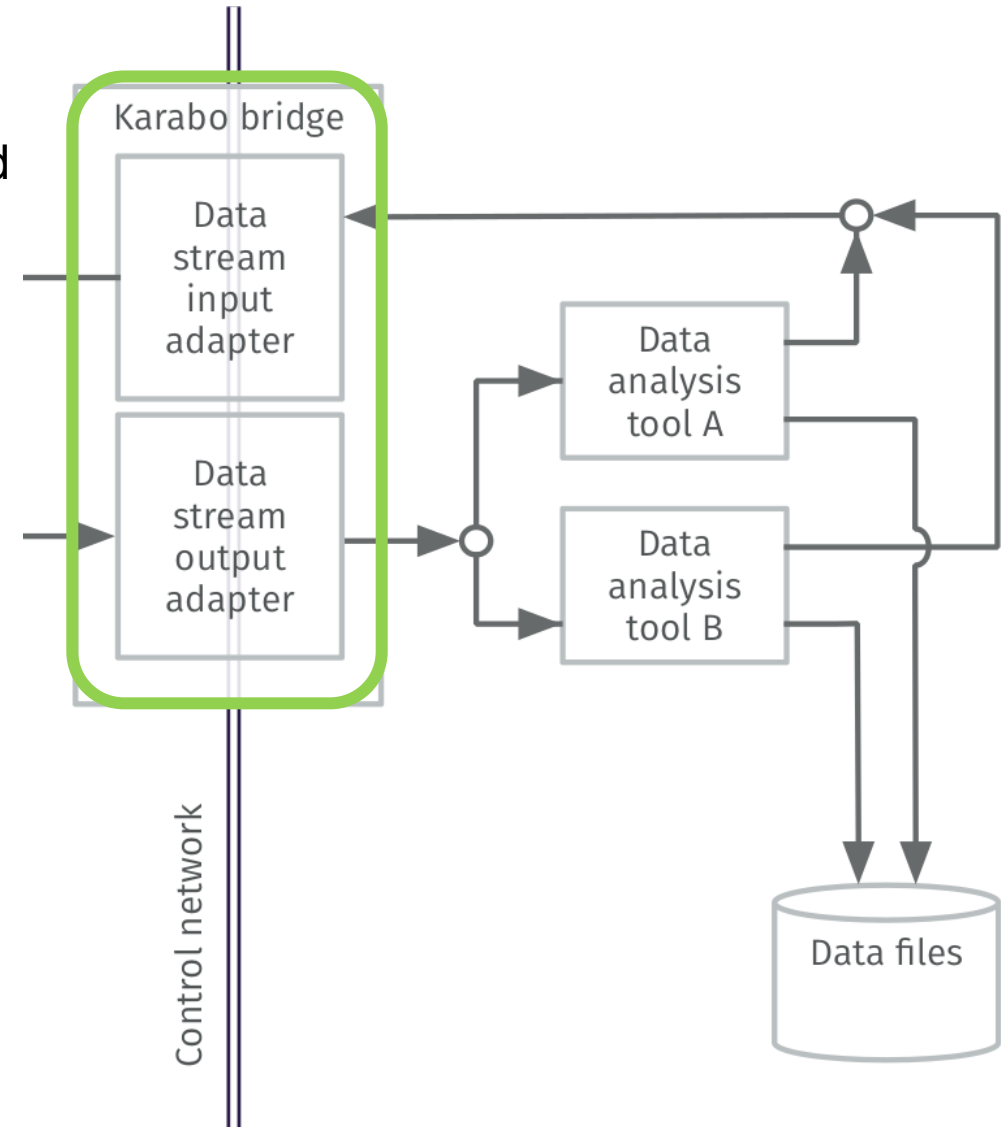 Karabo bridge
d
Data
stream
input
adapter
Data
stream
output
adapter
Data
analysis
tool A
Data
analysis
tool B
Control network
Data files